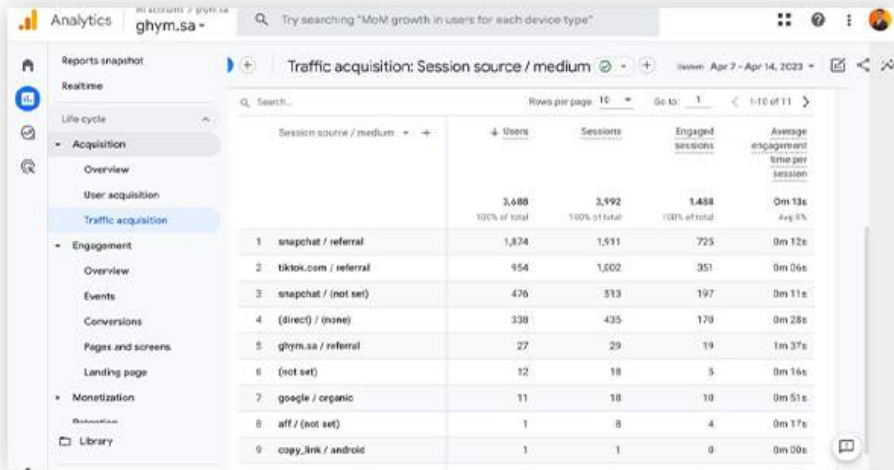 Analytics
ghym.sa
Try searching "MoM growth in users for each device type"
Reports snapshot
Realtime
Life cycle
Acquisition
Overview
User acquisition
Traffic acquisition
Engagement
Overview
Events
Conversions
Pages and screens
Landing page
Monetization
Retention
Library
Traffic acquisition: Session source / medium
Custom Apr 7 - Apr 14, 2023
Search...
Rows per page: 10
Go to: 1
1-10 of 11
Session source / medium
↓ Users
Sessions
Engaged sessions
Average engagement time per session
3,688 3,992 1,488 0m 13s
100% of total 100% of total 100% of total Avg 0%
1 snapchat / referral 1,874 1,911 725 0m 12s
2 tiktok.com / referral 954 1,002 351 0m 06s
3 snapchat / (not set) 476 513 197 0m 11s
4 (direct) / (none) 338 435 170 0m 28s
5 ghym.sa / referral 27 29 19 1m 37s
6 (not set) 12 18 5 0m 16s
7 google / organic 11 10 0m 51s
8 aff / (not set) 1 8 4 0m 17s
9 copy_link / android 1 1 0 0m 00s